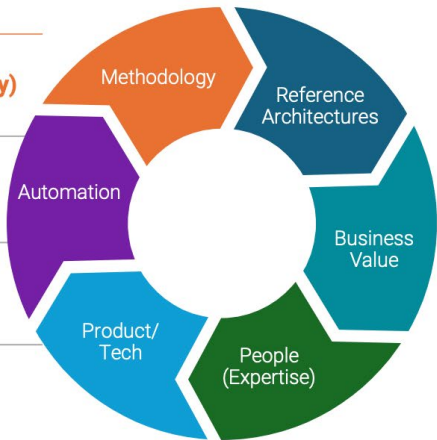 y)
Methodology
Reference
Architectures
Automation
Business
Value
Product/
Tech
People
(Expertise)